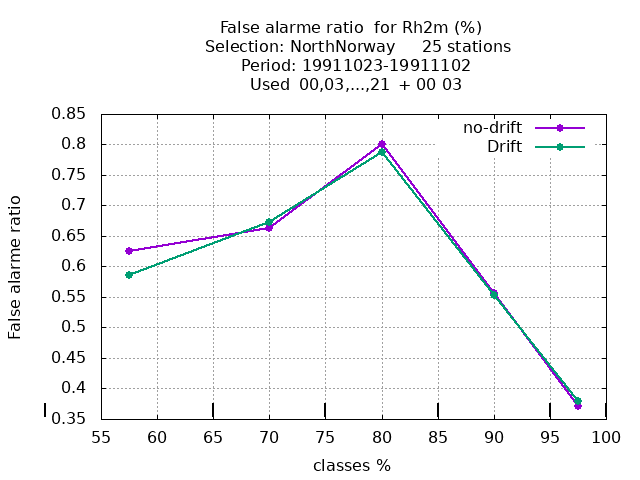 False alarme ratio for Rh2m (%)
Selection: NorthNorway 25 stations
Period: 19911023-19911102
Used 00,03,...,21 + 00 03
no-drift
Drift
False alarme ratio
0.85
0.8
0.75
0.7
0.65
0.6
0.55
0.5
0.45
0.4
0.35
55 60 65 70 75 80 85 90 95 100
classes %